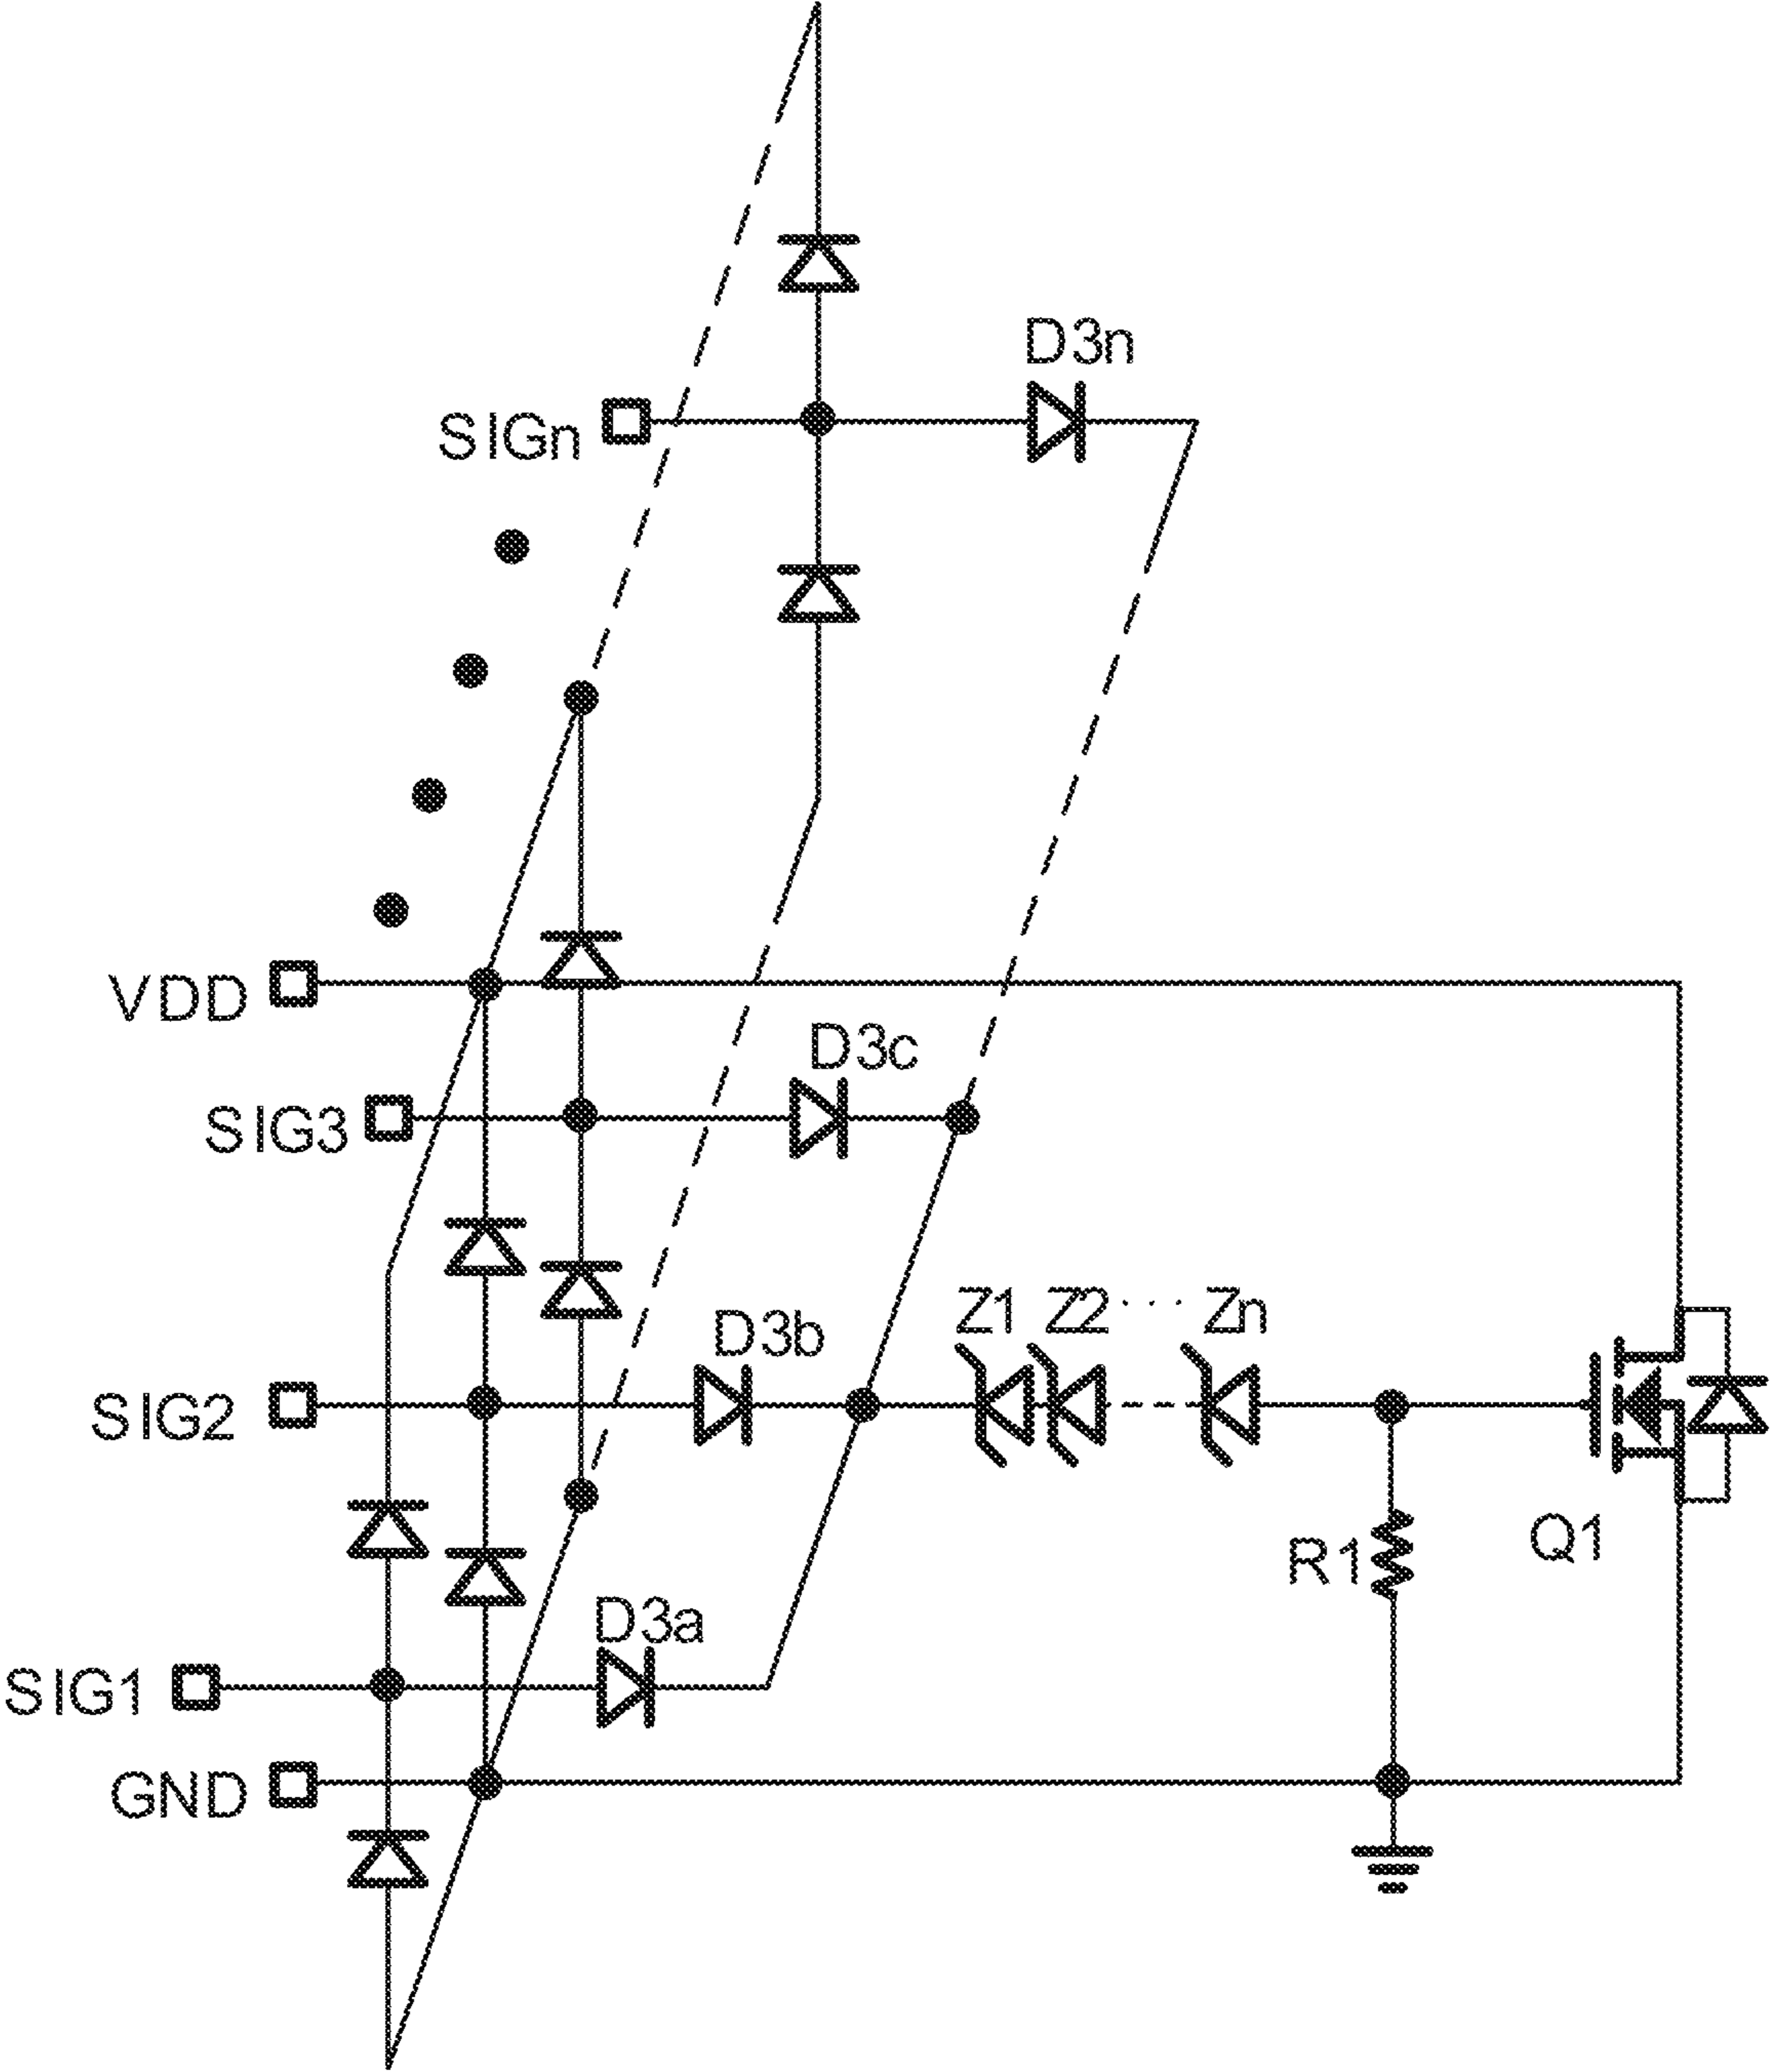 D3n
SIGn
VDD
D3c
SIG3
Z1 Z2 ··· Zn
D3b
SIG2
Q1
R1
D3a
SIG1
GND